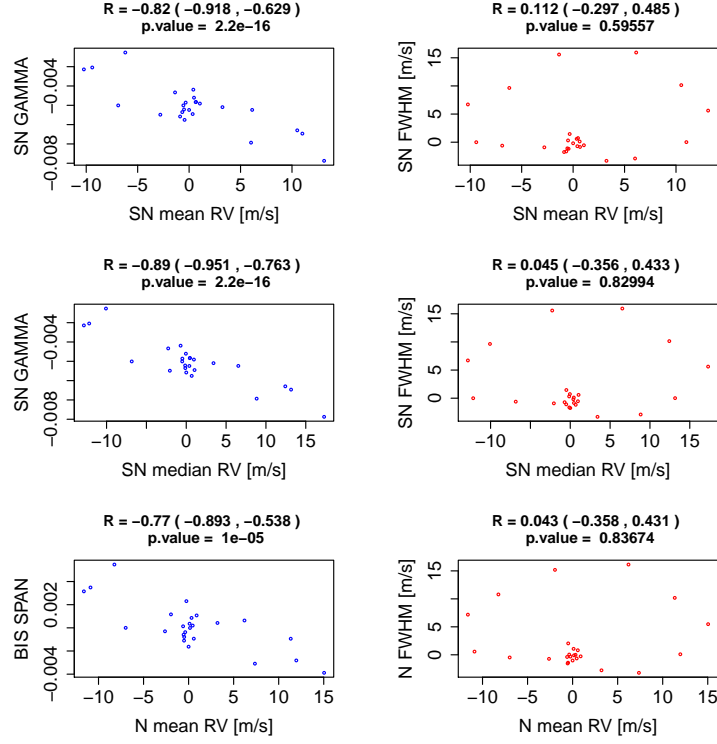 R = −0.82 ( −0.918 , −0.629 )
p.value = 2.2e−16
SN GAMMA
−0.004
−0.008
−10 −5 0 5 10
SN mean RV [m/s]
R = 0.112 ( −0.297 , 0.485 )
p.value = 0.59557
SN FWHM [m/s]
15
5
0
−10 −5 0 5 10
SN mean RV [m/s]
R = −0.89 ( −0.951 , −0.763 )
p.value = 2.2e−16
SN GAMMA
−0.004
−0.008
−10 −5 0 5 10 15
SN median RV [m/s]
R = 0.045 ( −0.356 , 0.433 )
p.value = 0.82994
SN FWHM [m/s]
15
5
0
−10 −5 0 5 10 15
SN median RV [m/s]
R = −0.77 ( −0.893 , −0.538 )
p.value = 1e−05
BIS SPAN
0.002
−0.004
−10 −5 0 5 10 15
N mean RV [m/s]
R = 0.043 ( −0.358 , 0.431 )
p.value = 0.83674
N FWHM [m/s]
15
5
0
−10 −5 0 5 10 15
N mean RV [m/s]